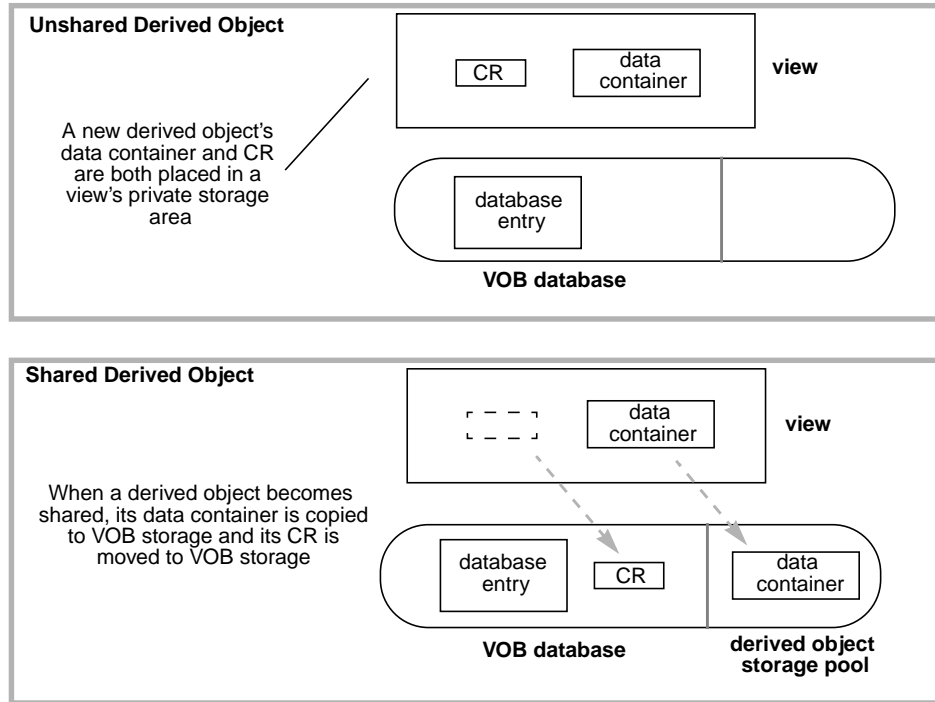 Unshared Derived Object
CR
data
container
view
A new derived object's
data container and CR
are both placed in a
view's private storage
area
database
entry
VOB database
Shared Derived Object
data
container
view
When a derived object becomes
shared, its data container is copied
to VOB storage and its CR is
moved to VOB storage
database
entry
CR
data
container
VOB database
derived object
storage pool